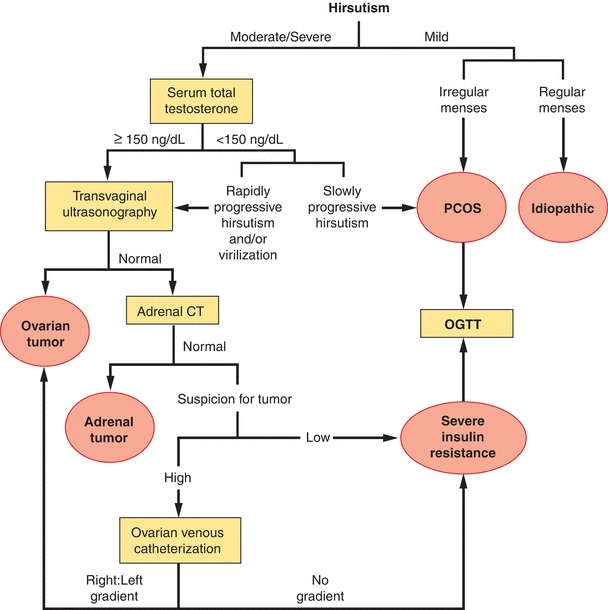 Hirsutism
Moderate/Severe
Mild
Serum total
testosterone
Irregular
menses
Regular
menses
≥ 150 ng/dL
<150 ng/dL
Transvaginal
ultrasonography
Rapidly
progressive
hirsutism
and/or
virilization
Slowly
progressive
hirsutism
PCOS
Idiopathic
Normal
Ovarian
tumor
Adrenal CT
OGTT
Normal
Adrenal
tumor
Suspicion for tumor
Low
Severe
insulin
resistance
High
Ovarian venous
catheterization
Right:Left
gradient
No
gradient